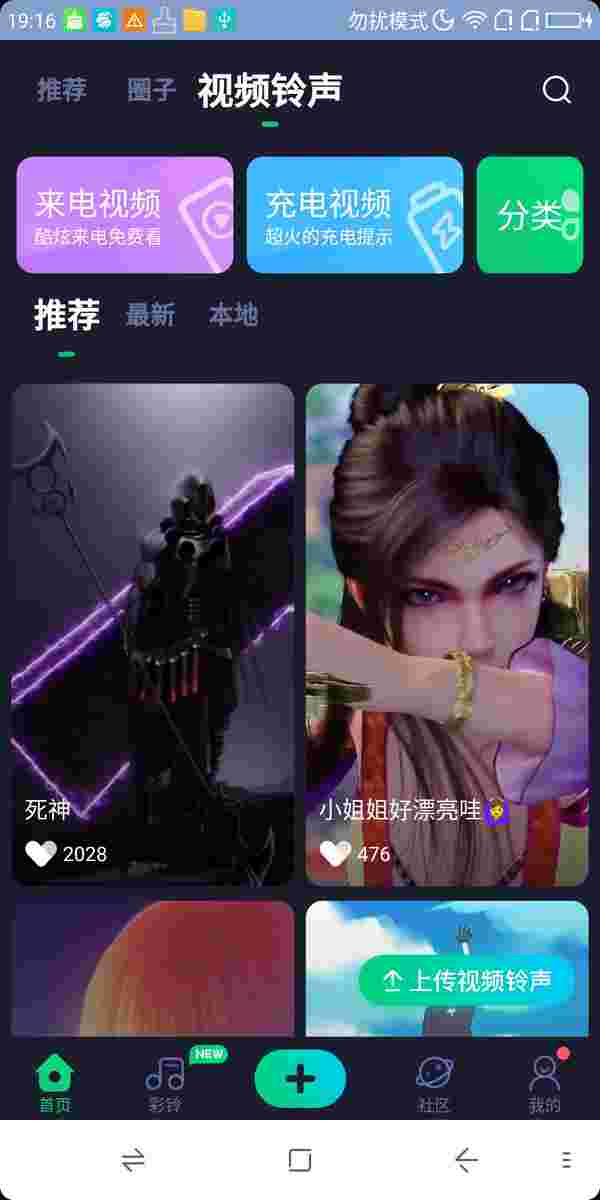 19:16 勿扰模式
推荐 圈子 视频铃声
来电视频
酷炫来电免费看
充电视频
超火的充电提示
分类
推荐 最新 本地
死神
2028
小姐姐好漂亮哇
476
上传视频铃声
NEW
首页 彩铃 社区 我的